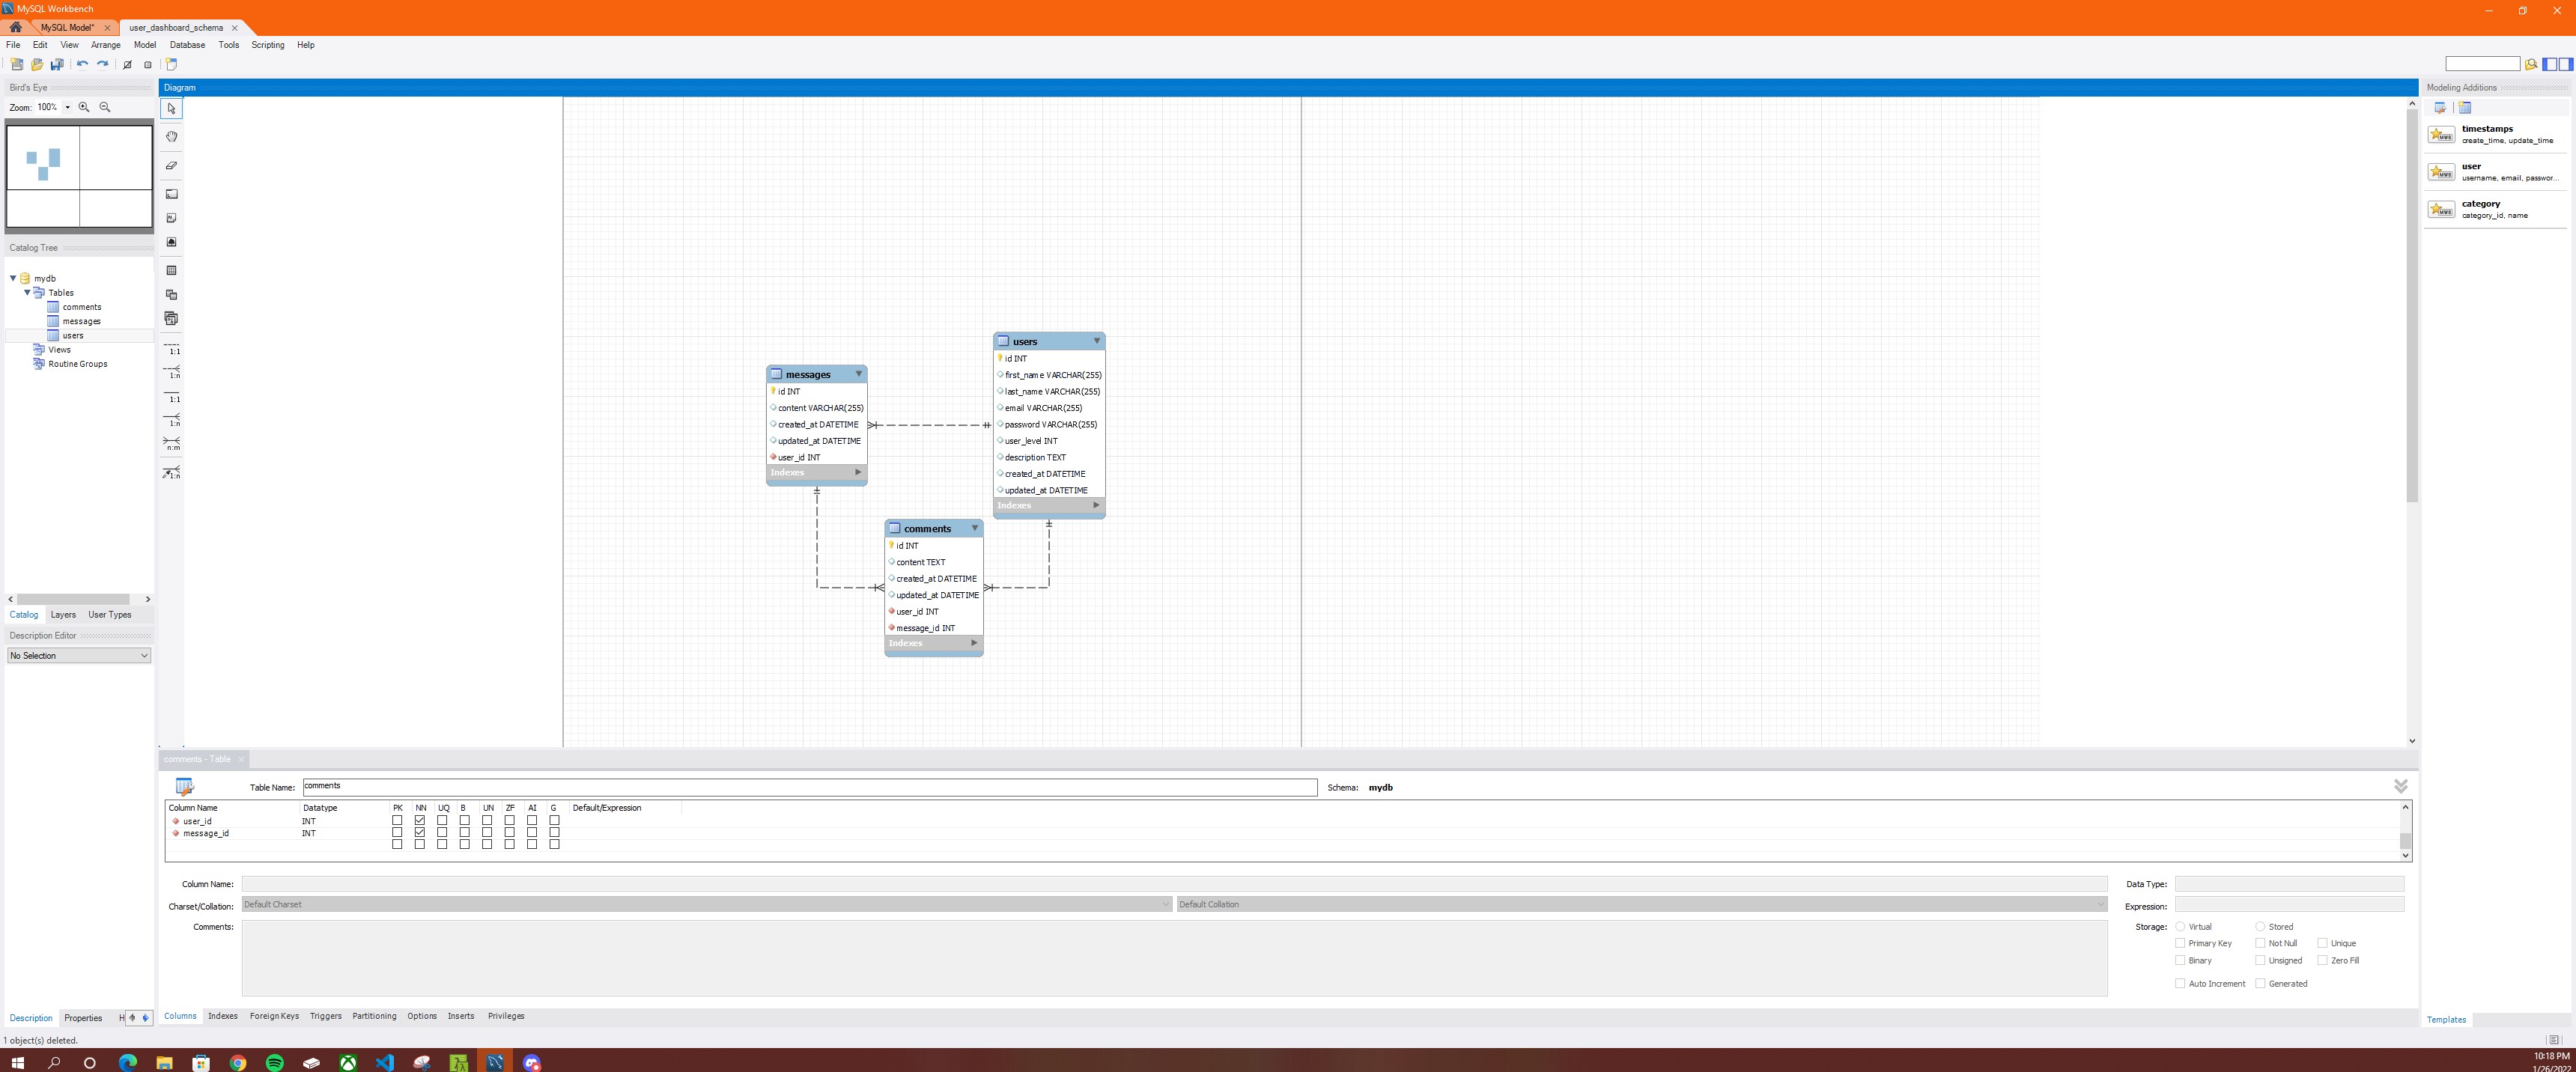 MySQL Workbench
MySQL Model* user_dashboard_schema
File Edit View Arrange Model Database Tools Scripting Help
Bird's Eye
Zoom: 100%
Catalog Tree
mydb
Tables
comments
messages
users
Views
Routine Groups
Catalog Layers User Types
Description Editor
No Selection
Description Properties H
Diagram
1:1
1:n
1:1
1:n
n:m
1:n
messages
id INT
content VARCHAR(255)
created_at DATETIME
updated_at DATETIME
user_id INT
Indexes
users
id INT
first_name VARCHAR(255)
last_name VARCHAR(255)
email VARCHAR(255)
password VARCHAR(255)
user_level INT
description TEXT
created_at DATETIME
updated_at DATETIME
Indexes
comments
id INT
content TEXT
created_at DATETIME
updated_at DATETIME
user_id INT
message_id INT
Indexes
Modeling Additions
timestamps
create_time, update_time
user
username, email, passwor...
category
category_id, name
Templates
comments - Table
Table Name: comments Schema: mydb
Column Name Datatype PK NN UQ B UN ZF AI G Default/Expression
user_id INT
message_id INT
Column Name: Data Type:
Charset/Collation: Default Charset Default Collation Expression:
Comments: Storage: Virtual Stored
Primary Key Not Null Unique
Binary Unsigned Zero Fill
Auto Increment Generated
Columns Indexes Foreign Keys Triggers Partitioning Options Inserts Privileges
1 object(s) deleted.
10:18 PM
1/26/2022